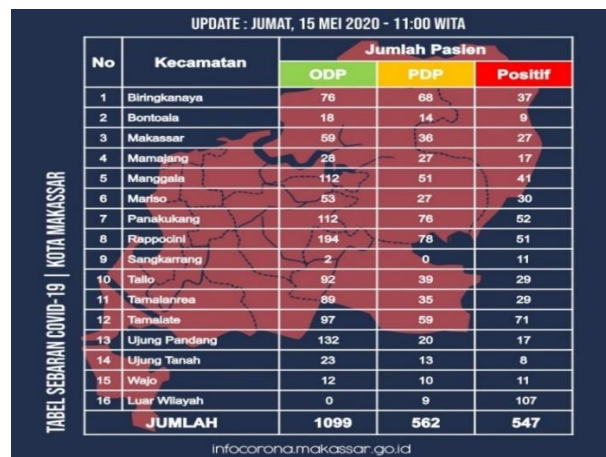 UPDATE : JUMAT, 15 MEI 2020 - 11:00 WITA
No Kecamatan Jumlah Pasien
ODP PDP Positif
1 Biringkanaya 76 68 37
2 Bontoala 18 14 9
3 Makassar 59 36 27
4 Mamajang 28 27 17
5 Manggala 112 51 41
6 Mariso 53 27 30
7 Panakukang 112 76 52
8 Rappocini 194 78 51
9 Sangkarrang 2 0 11
10 Tallo 92 39 29
11 Tamalanrea 89 35 29
12 Tamalate 97 59 71
13 Ujung Pandang 132 20 17
14 Ujung Tanah 23 13 8
15 Wajo 12 10 11
16 Luar Wilayah 0 9 107
JUMLAH 1099 562 547
TABEL SEBARAN COVID-19 | KOTA MAKASSAR
infocorona.makassar.go.id